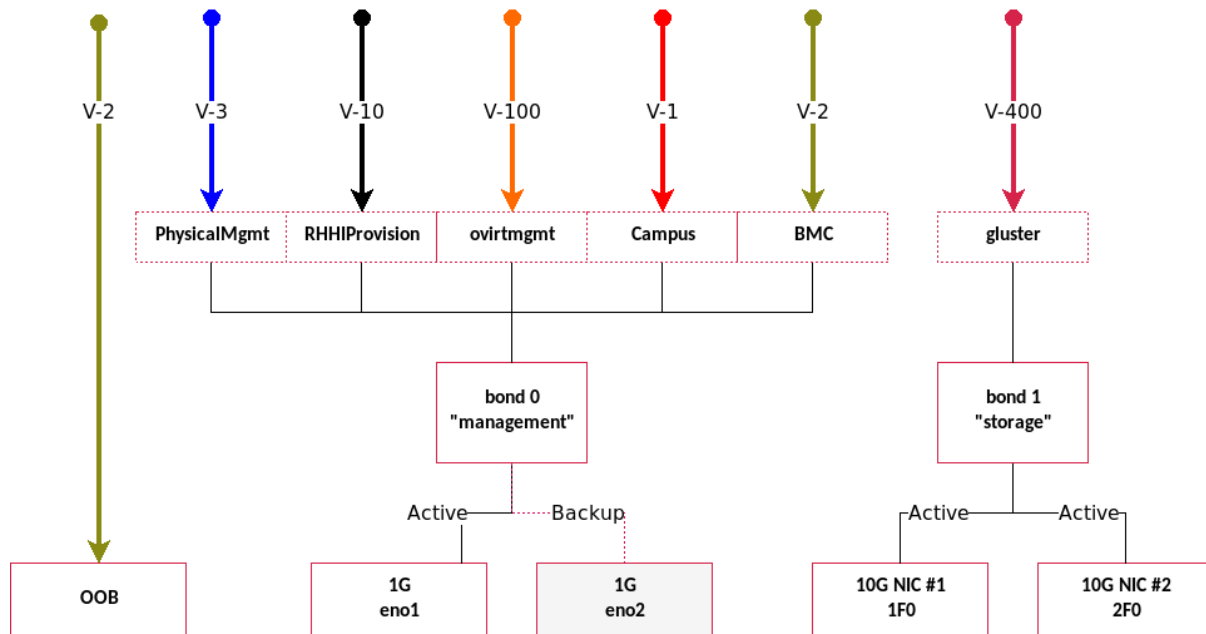 V-2
V-3
V-10
V-100
V-1
V-2
V-400
PhysicalMgmt
RHHIProvision
ovirtmgmt
Campus
BMC
gluster
bond 0
"management"
bond 1
"storage"
Active
Backup
Active
Active
OOB
1G
eno1
1G
eno2
10G NIC #1
1F0
10G NIC #2
2F0